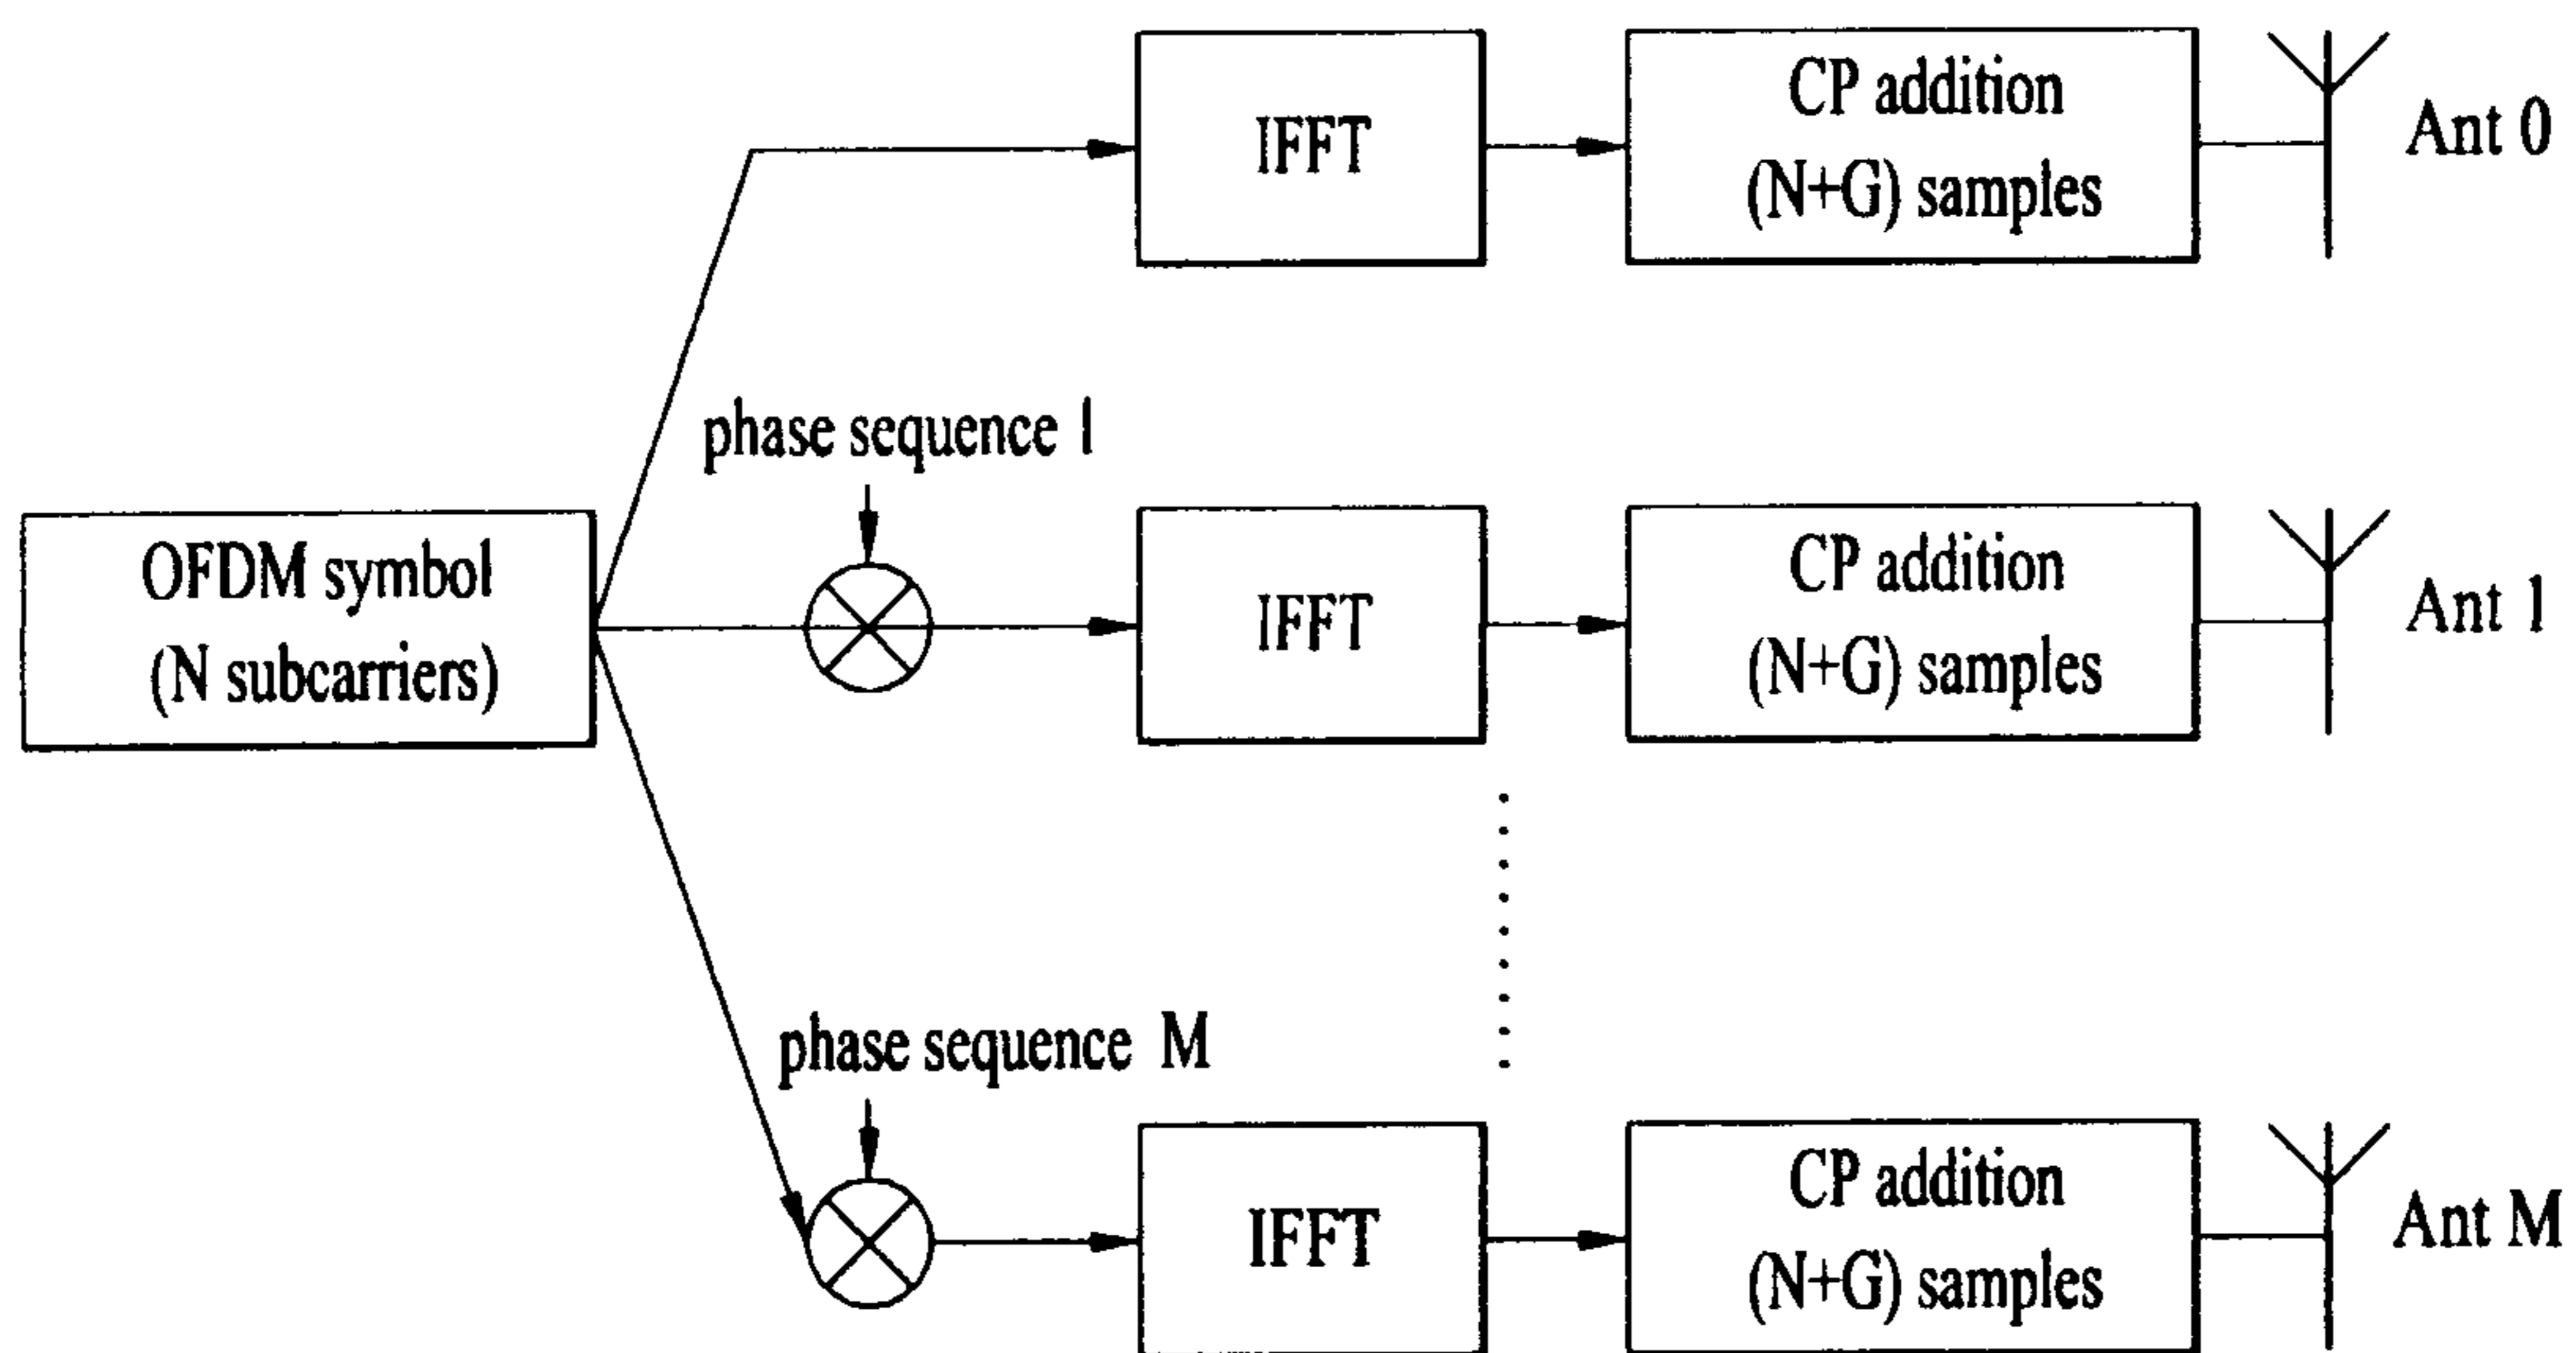 IFFT
CP addition
(N+G) samples
Ant 0
phase sequence 1
OFDM symbol
(N subcarriers)
IFFT
CP addition
(N+G) samples
Ant 1
phase sequence M
IFFT
CP addition
(N+G) samples
Ant M